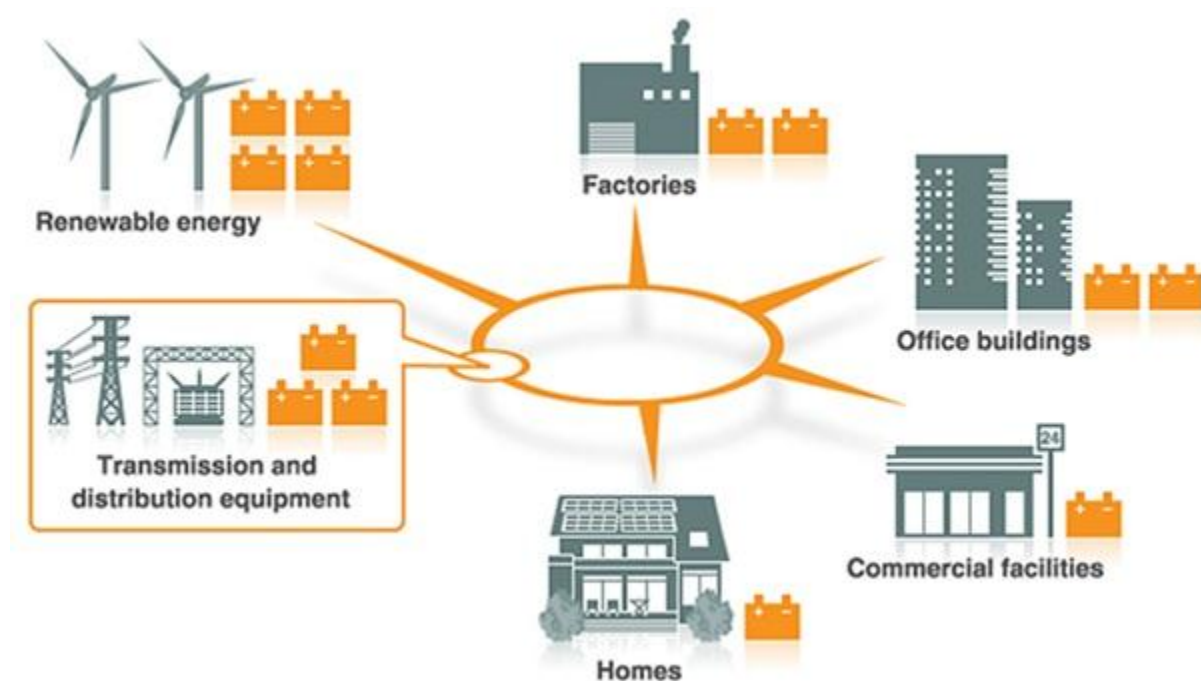 Renewable energy
Factories
Office buildings
Transmission and
distribution equipment
24
Commercial facilities
Homes